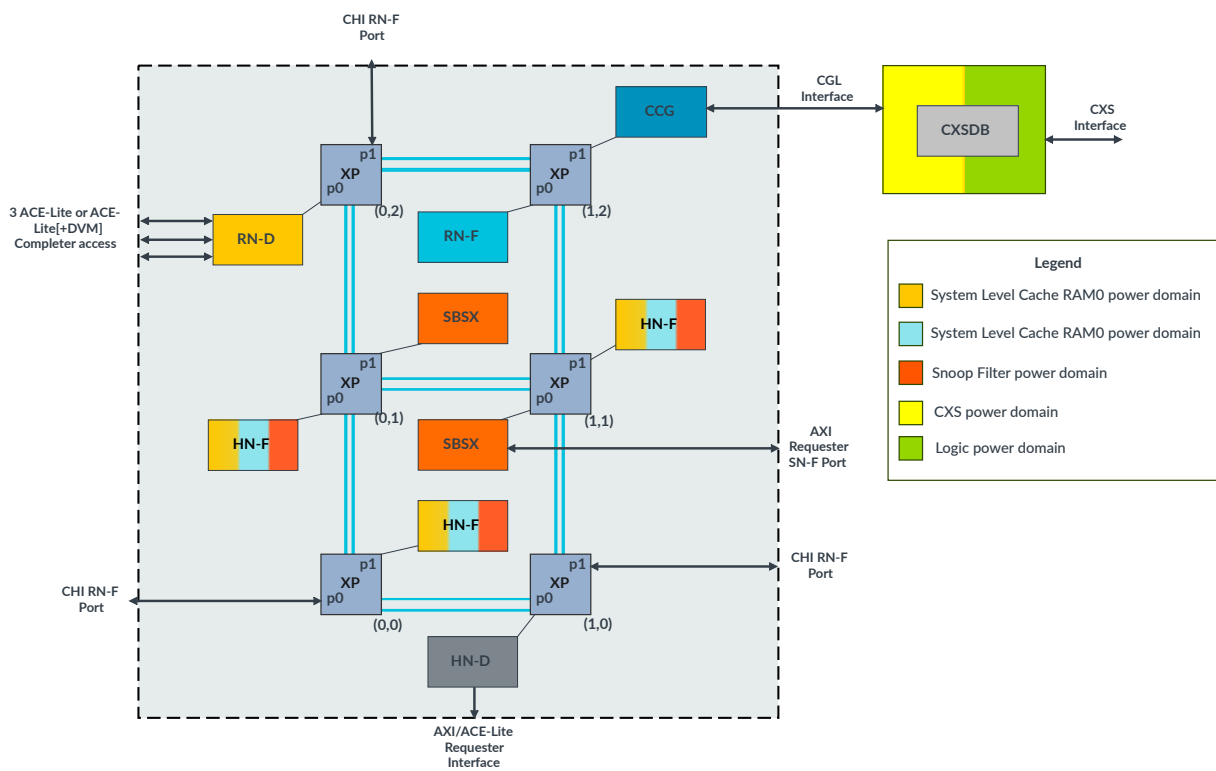 CHI RN-F
Port
CCG
CGL
Interface
CXSDB
CXS
Interface
p1
XP
p0
(0,2)
p1
XP
p0
(1,2)
3 ACE-Lite or ACE-
Lite[+DVM]
Completer access
RN-D
RN-F
SBSX
HN-F
Legend
System Level Cache RAM0 power domain
System Level Cache RAM0 power domain
Snoop Filter power domain
CXS power domain
Logic power domain
p1
XP
p0
(0,1)
p1
XP
p0
(1,1)
HN-F
SBSX
AXI
Requester
SN-F Port
HN-F
CHI RN-F
Port
p1
XP
p0
(0,0)
p1
XP
p0
(1,0)
CHI RN-F
Port
HN-D
AXI/ACE-Lite
Requester
Interface